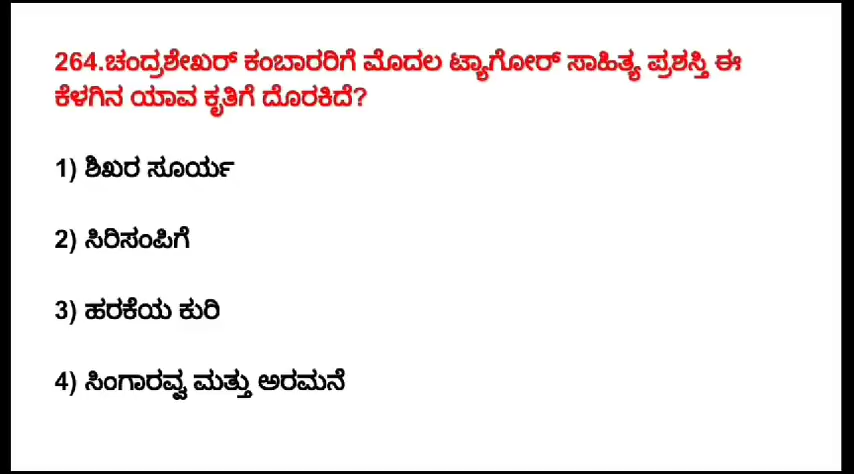 264.ಚಂದ್ರಶೇಖರ್ ಕಂಬಾರರಿಗೆ ಮೊದಲ ಟ್ಯಾಗೋರ್ ಸಾಹಿತ್ಯ ಪ್ರಶಸ್ತಿ ಈ
ಕೆಳಗಿನ ಯಾವ ಕೃತಿಗೆ ದೊರಕಿದೆ?
1) ಶಿಖರ ಸೂರ್ಯ
2) ಸಿರಿಸಂಪಿಗೆ
3) ಹರಕೆಯ ಕುರಿ
4) ಸಿಂಗಾರವ್ವ ಮತ್ತು ಅರಮನೆ